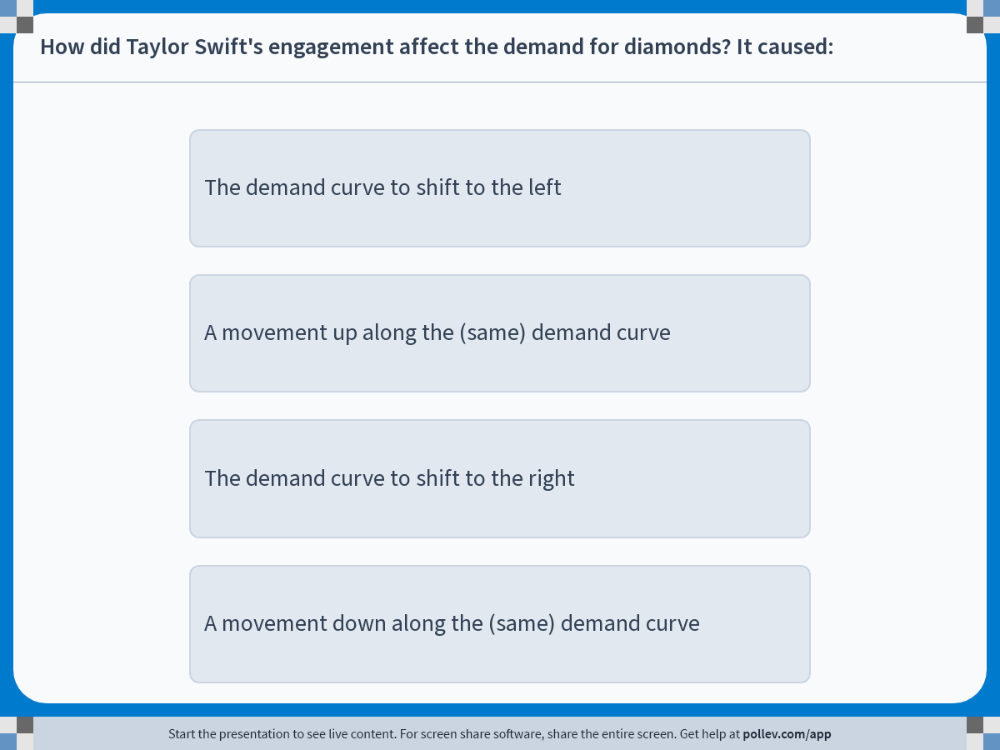 How did Taylor Swift's engagement affect the demand for diamonds? It caused:
The demand curve to shift to the left
A movement up along the (same) demand curve
The demand curve to shift to the right
A movement down along the (same) demand curve
Start the presentation to see live content. For screen share software, share the entire screen. Get help at pollev.com/app